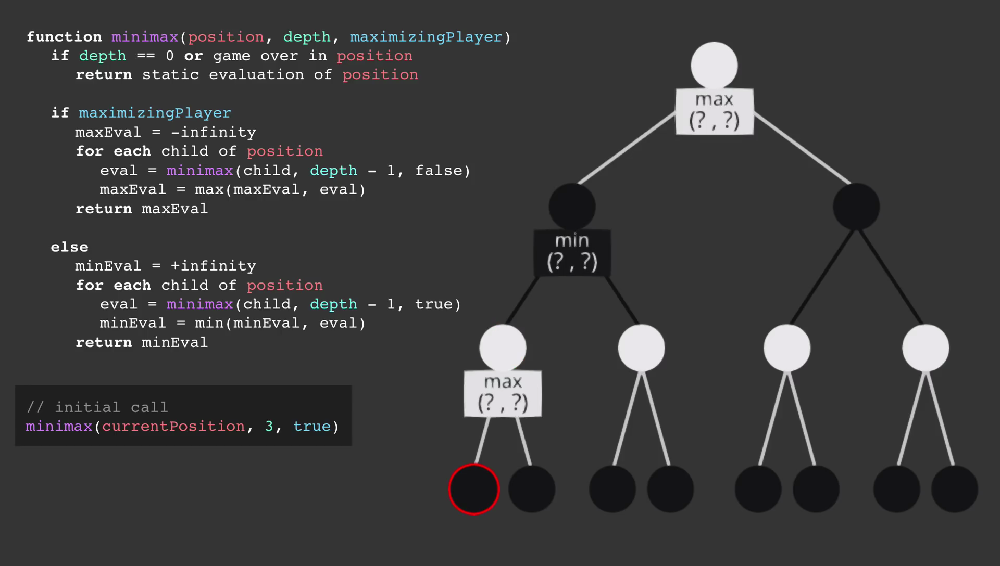 function minimax(position, depth, maximizingPlayer)
if depth == 0 or game over in position
return static evaluation of position
if maximizingPlayer
maxEval = -infinity
for each child of position
eval = minimax(child, depth - 1, false)
maxEval = max(maxEval, eval)
return maxEval
else
minEval = +infinity
for each child of position
eval = minimax(child, depth - 1, true)
minEval = min(minEval, eval)
return minEval
// initial call
minimax(currentPosition, 3, true)
max
(? , ?)
min
(? , ?)
max
(? , ?)